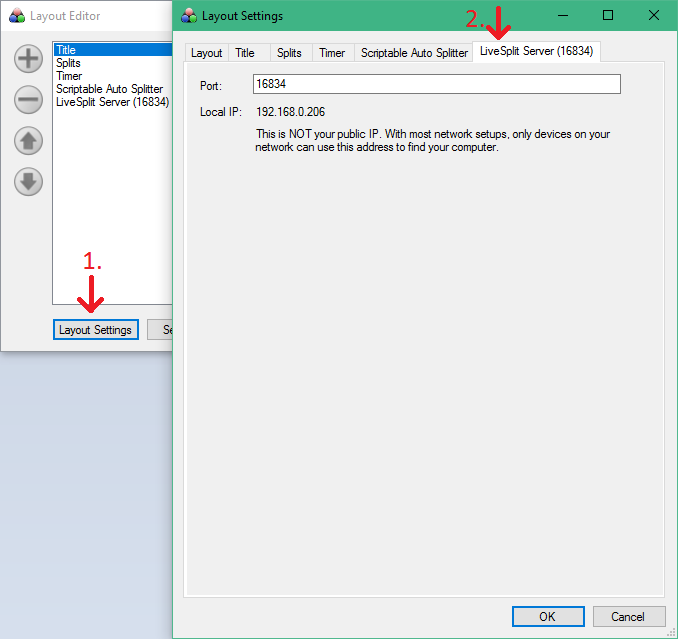 Layout Editor
Title
Splits
Timer
Scriptable Auto Splitter
LiveSplit Server (16834)
1.
Layout Settings
Se
2.
Layout Settings
Layout Title Splits Timer Scriptable Auto Splitter LiveSplit Server (16834)
Port: 16834
Local IP: 192.168.0.206
This is NOT your public IP. With most network setups, only devices on your
network can use this address to find your computer.
OK Cancel